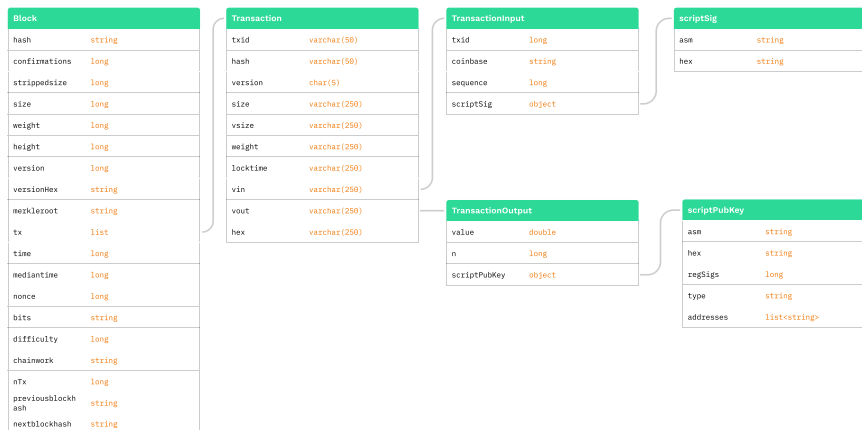 Block
hash string
confirmations long
strippedsize long
size long
weight long
height long
version long
versionHex string
merkleroot string
tx list
time long
mediantime long
nonce long
bits string
difficulty long
chainwork string
nTx long
previousblockh
ash string
nextblockhash string
Transaction
txid varchar(50)
hash varchar(50)
version char(5)
size varchar(250)
vsize varchar(250)
weight varchar(250)
locktime varchar(250)
vin varchar(250)
vout varchar(250)
hex varchar(250)
TransactionInput
txid long
coinbase string
sequence long
scriptSig object
TransactionOutput
value double
n long
scriptPubKey object
scriptSig
asm string
hex string
scriptPubKey
asm string
hex string
regSigs long
type string
addresses list<string>